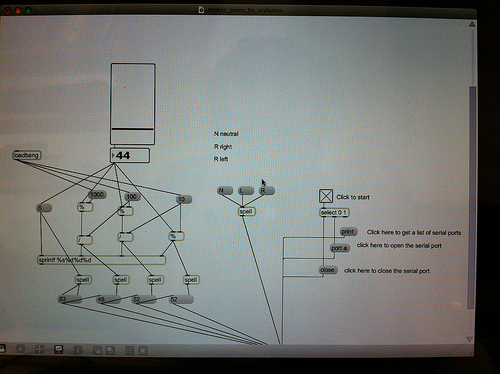 motor_pwm_to_arduino
44
N neutral
R right
R left
loadbang
1000
100
10
s
%
%
%
/
/
/
sprintf %s%d%d%d
spell
spell
spell
spell
83
48
52
52
N
L
R
spell
Click to start
select 0 1
print
Click here to get a list of serial ports
port a
click here to open the serial port
close
click here to close the serial port